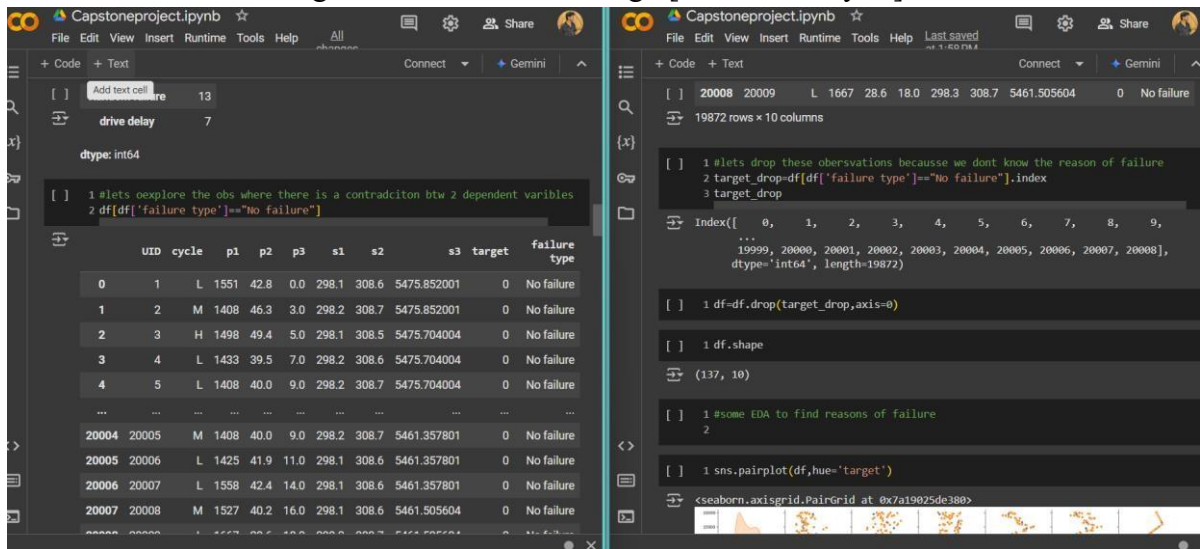 Capstoneproject.ipynb
File Edit View Insert Runtime Tools Help All changes
Share
+ Code + Text
Connect
Gemini
Add text cell
[ ] 13
drive delay 7
dtype: int64
[ ] 1 #lets oexplore the obs where there is a contradciton btw 2 dependent varibles
2 df[df['failure type']=="No failure"]
UID cycle p1 p2 p3 s1 s2 s3 target failure type
0 1 L 1551 42.8 0.0 298.1 308.6 5475.852001 0 No failure
1 2 M 1408 46.3 3.0 298.2 308.7 5475.852001 0 No failure
2 3 H 1498 49.4 5.0 298.1 308.5 5475.704004 0 No failure
3 4 L 1433 39.5 7.0 298.2 308.6 5475.704004 0 No failure
4 5 L 1408 40.0 9.0 298.2 308.7 5475.704004 0 No failure
... ... ... ... ... ... ... ... ... ... ...
20004 20005 M 1408 40.0 9.0 298.2 308.7 5461.357801 0 No failure
20005 20006 L 1425 41.9 11.0 298.1 308.6 5461.357801 0 No failure
20006 20007 L 1558 42.4 14.0 298.1 308.6 5461.357801 0 No failure
20007 20008 M 1527 40.2 16.0 298.1 308.6 5461.505604 0 No failure
Capstoneproject.ipynb
File Edit View Insert Runtime Tools Help Last saved at 1:59 PM
Share
+ Code + Text
Connect
Gemini
[ ] 20008 20009 L 1667 28.6 18.0 298.3 308.7 5461.505604 0 No failure
19872 rows × 10 columns
{x}
[ ] 1 #lets drop these obersvations becausse we dont know the reason of failure
2 target_drop=df[df['failure type']=="No failure"].index
3 target_drop
Index([ 0, 1, 2, 3, 4, 5, 6, 7, 8, 9,
...
19999, 20000, 20001, 20002, 20003, 20004, 20005, 20006, 20007, 20008],
dtype='int64', length=19872)
[ ] 1 df=df.drop(target_drop,axis=0)
[ ] 1 df.shape
(137, 10)
[ ] 1 #some EDA to find reasons of failure
2
[ ] 1 sns.pairplot(df,hue='target')
<seaborn.axisgrid.PairGrid at 0x7a19025de380>